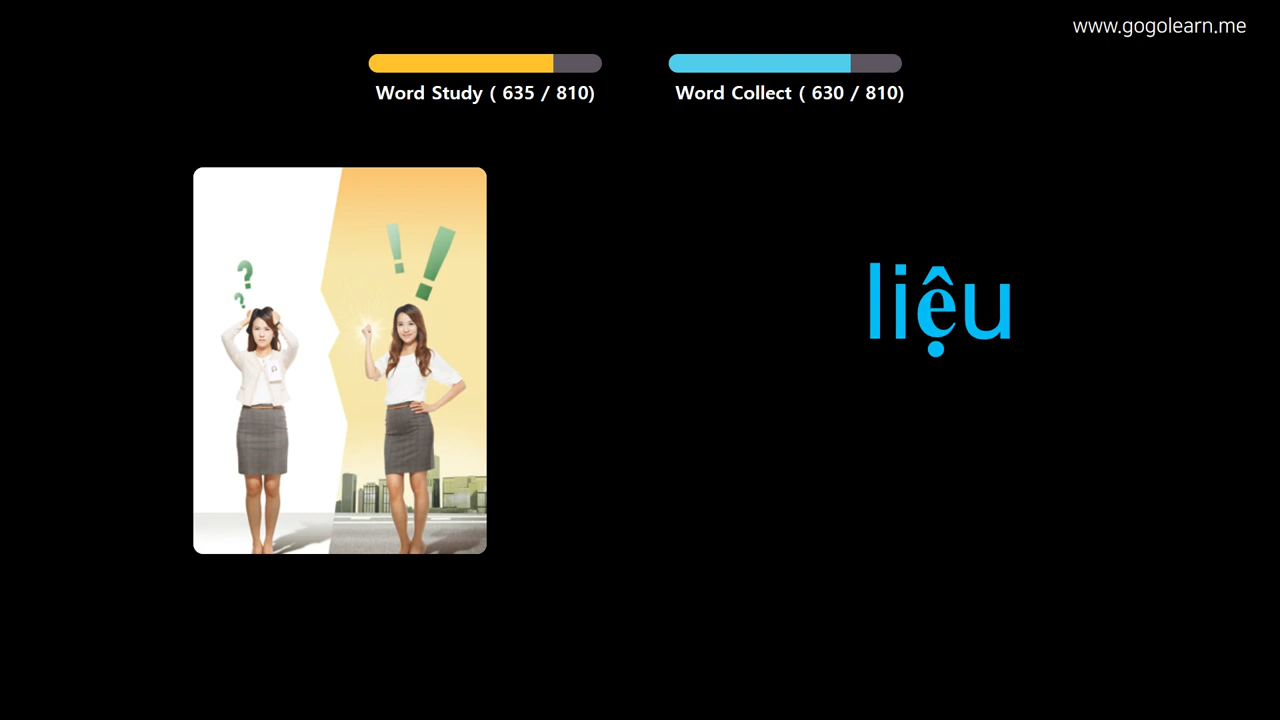 www.gogolearn.me
Word Study ( 635 / 810)
Word Collect ( 630 / 810)
? ?
! !
liệu